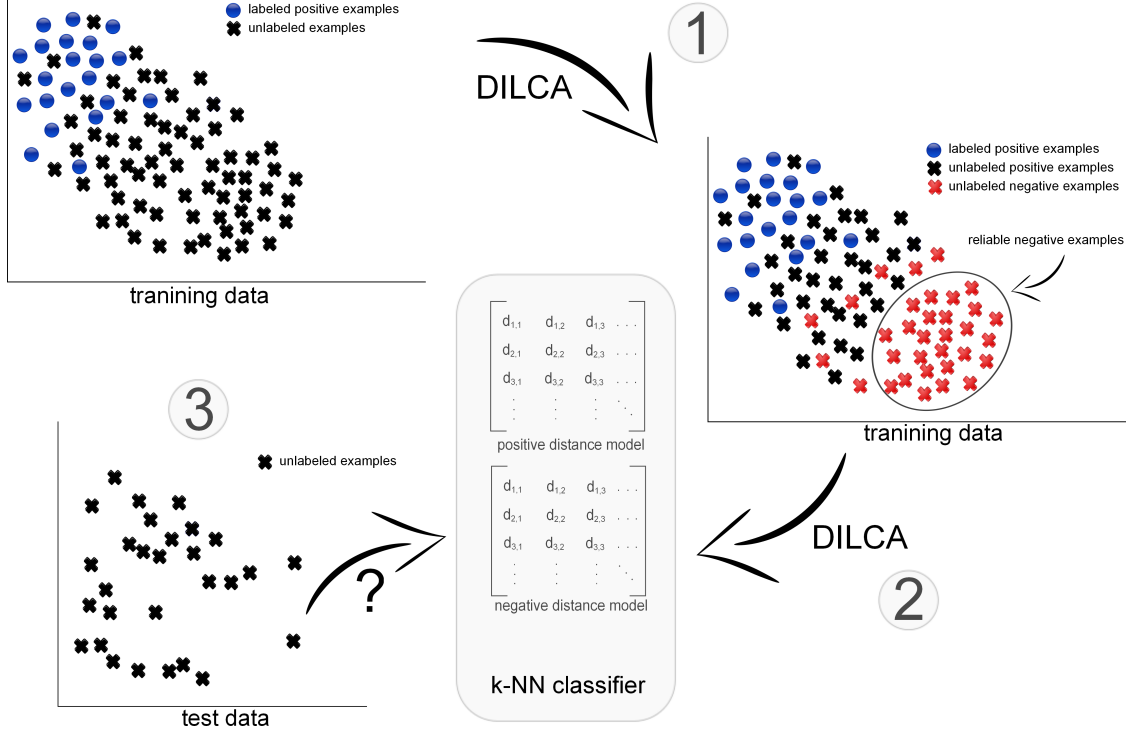 labeled positive examples
unlabeled examples
tranining data
DILCA
1
labeled positive examples
unlabeled positive examples
unlabeled negative examples
reliable negative examples
tranining data
d1,1 d1,2 d1,3 . . .
d2,1 d2,2 d2,3 . . .
d3,1 d3,2 d3,3 . . .
positive distance model
d1,1 d1,2 d1,3 . . .
d2,1 d2,2 d2,3 . . .
d3,1 d3,2 d3,3 . . .
negative distance model
k-NN classifier
DILCA
2
3
unlabeled examples
?
test data